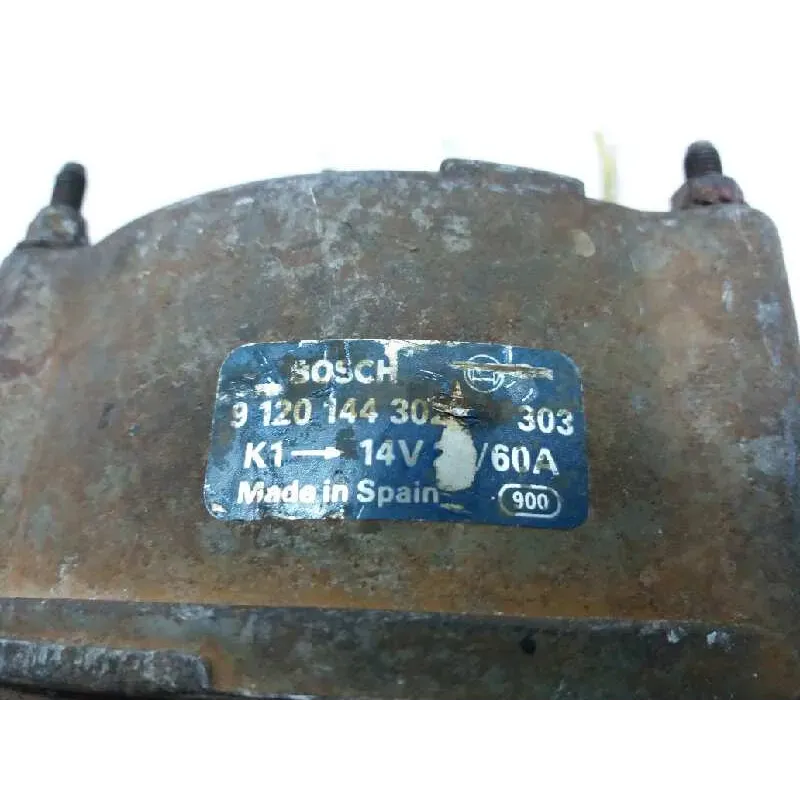 BOSCH
9 120 144 302 303
K1→ 14V /60A
Made in Spain 900